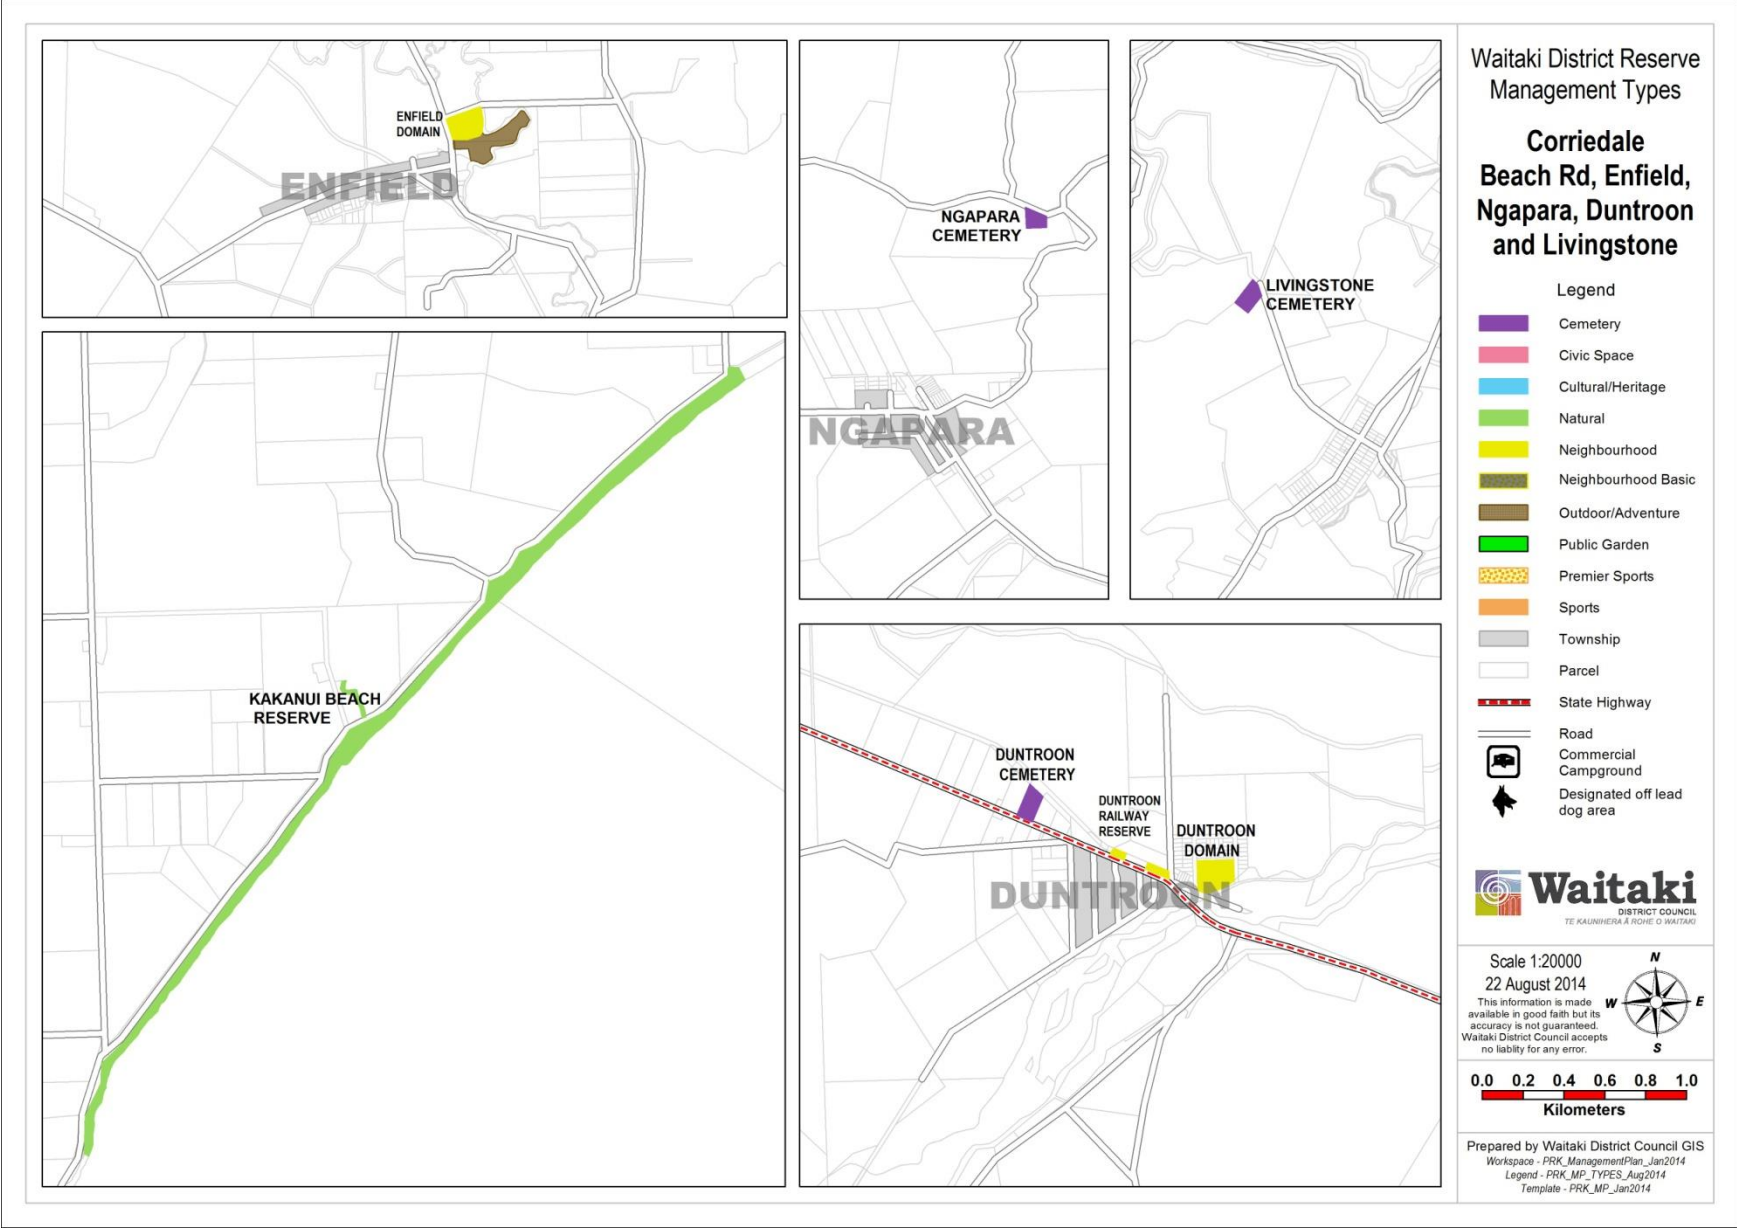 ENFIELD
DOMAIN
ENFIELD
KAKANUI BEACH
RESERVE
NGAPARA
CEMETERY
NGAPARA
LIVINGSTONE
CEMETERY
DUNTROON
CEMETERY
DUNTROON
RAILWAY
RESERVE
DUNTROON
DOMAIN
DUNTROON
Waitaki District Reserve
Management Types
Corriedale
Beach Rd, Enfield,
Ngapara, Duntroon
and Livingstone
Legend
Cemetery
Civic Space
Cultural/Heritage
Natural
Neighbourhood
Neighbourhood Basic
Outdoor/Adventure
Public Garden
Premier Sports
Sports
Township
Parcel
State Highway
Road
Commercial
Campground
Designated off lead
dog area
Waitaki
DISTRICT COUNCIL
TE KAUNIHERA Ā ROHE O WAITAKI
Scale 1:20000
22 August 2014
This information is made
available in good faith but its
accuracy is not guaranteed.
Waitaki District Council accepts
no liablity for any error.
N
W
E
S
0.0 0.2 0.4 0.6 0.8 1.0
Kilometers
Prepared by Waitaki District Council GIS
Workspace - PRK_ManagementPlan_Jan2014
Legend - PRK_MP_TYPES_Aug2014
Template - PRK_MP_Jan2014